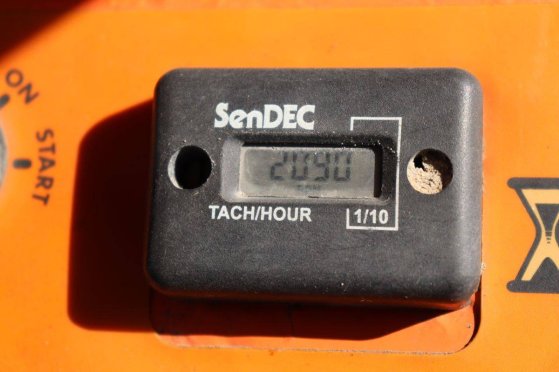 ON
START
SenDEC
2090
TACH/HOUR
1/10